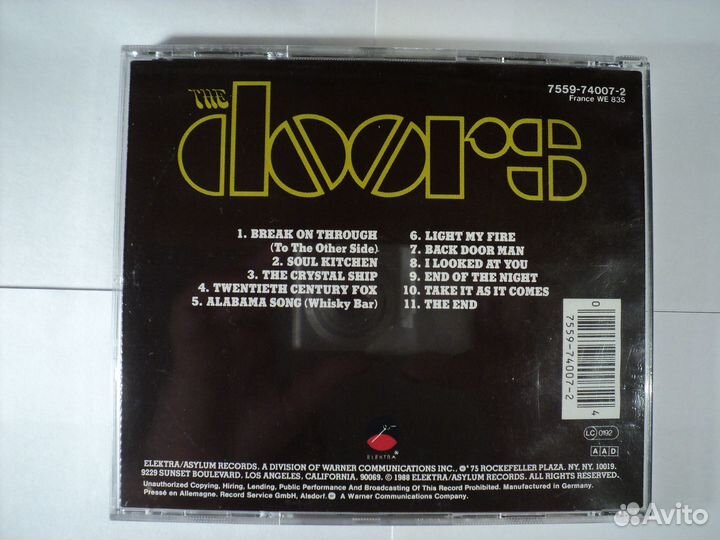 THE
doors
7559-74007-2
France WE 835
1. BREAK ON THROUGH
(To The Other Side)
2. SOUL KITCHEN
3. THE CRYSTAL SHIP
4. TWENTIETH CENTURY FOX
5. ALABAMA SONG (Whisky Bar)
6. LIGHT MY FIRE
7. BACK DOOR MAN
8. I LOOKED AT YOU
9. END OF THE NIGHT
10. TAKE IT AS IT COMES
11. THE END
0 7559-74007-2 4
LC 0192
AAD
ELEKTRA
ELEKTRA/ASYLUM RECORDS. A DIVISION OF WARNER COMMUNICATIONS INC., 75 ROCKEFELLER PLAZA. NY. NY. 10019.
9229 SUNSET BOULEVARD, LOS ANGELES, CALIFORNIA. 90069. © 1988 ELEKTRA/ASYLUM RECORDS. ALL RIGHTS RESERVED.
Unauthorized Copying, Hiring, Lending, Public Performance And Broadcasting Of This Record Prohibited. Manufactured in Germany.
Pressé en Allemagne. Record Service GmbH, Alsdorf. A Warner Communications Company.
Avito